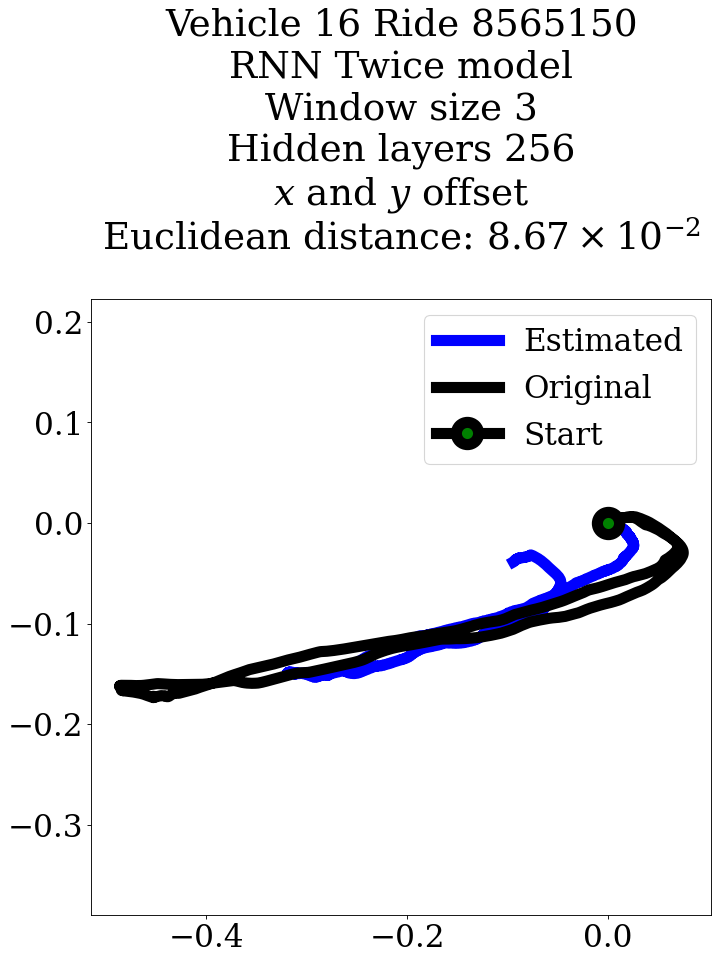 Vehicle 16 Ride 8565150
RNN Twice model
Window size 3
Hidden layers 256
x and y offset
Euclidean distance: 8.67 × 10⁻²
0.2
0.1
0.0
−0.1
−0.2
−0.3
Estimated
Original
Start
−0.4
−0.2
0.0